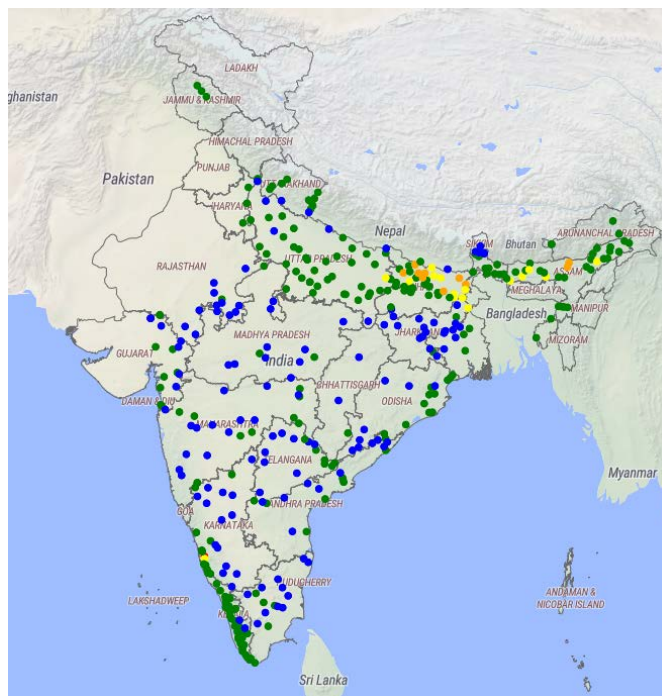 LADAKH
ghanistan
JAMMU & KASHMIR
HIMACHAL PRADESH
PUNJAB
Pakistan
UTTARAKHAND
HARYANA
Nepal
ARUNANCHAL PRADESH
SIKKIM
Bhutan
UTTAR PRADESH
RAJASTHAN
ASSAM
MEGHALAYA
MANIPUR
Bangladesh
MIZORAM
JHARKHAND
MADHYA PRADESH
GUJARAT
India
CHHATTISGARH
ODISHA
DAMAN & DIU
MAHARASHTRA
TELANGANA
Myanmar
ANDHRA PRADESH
GOA
KARNATAKA
PUDUCHERRY
LAKSHADWEEP
ANDAMAN &
NICOBAR ISLAND
KERALA
Sri Lanka